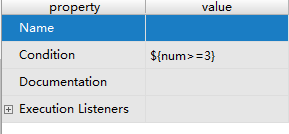 property value
Name
Condition ${num>=3}
Documentation
Execution Listeners